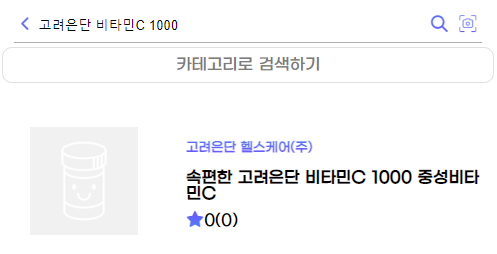 고려은단 비타민C 1000
카테고리로 검색하기
고려은단 헬스케어(주)
속편한 고려은단 비타민C 1000 중성비타
민C
0(0)